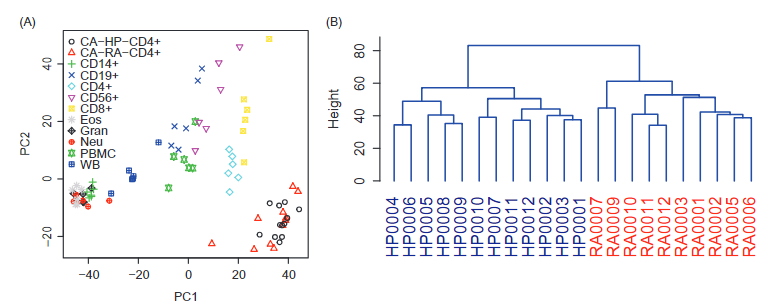 (A)
CA−HP−CD4+
CA−RA−CD4+
CD14+
CD19+
CD4+
CD56+
CD8+
Eos
Gran
Neu
PBMC
WB
PC2
40
20
0
−20
−40
−20
0
20
40
PC1
(B)
Height
80
60
40
20
0
HP0004
HP0006
HP0005
HP0008
HP0009
HP0010
HP0007
HP0011
HP0012
HP0002
HP0003
HP0001
RA0007
RA0009
RA0010
RA0011
RA0012
RA0003
RA0001
RA0002
RA0005
RA0006